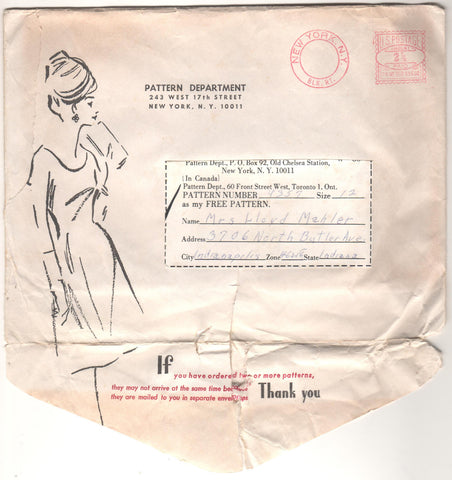 PATTERN DEPARTMENT
243 WEST 17th STREET
NEW YORK, N. Y. 10011
NEW YORK, N.Y.
BLK. RT.
U.S. POSTAGE
PAID
Pattern Dept., P. O. Box 92, Old Chelsea Station,
New York, N. Y. 10011
[In Canada]
Pattern Dept., 60 Front Street West, Toronto 1, Ont.
PATTERN NUMBER 4357 Size 12
as my FREE PATTERN.
Name Mrs Lloyd Mahler
Address 3706 North Butler Ave.
City Indianapolis Zone State Indiana
If you have ordered two or more patterns,
they may not arrive at the same time because
they are mailed to you in separate envelopes
Thank you